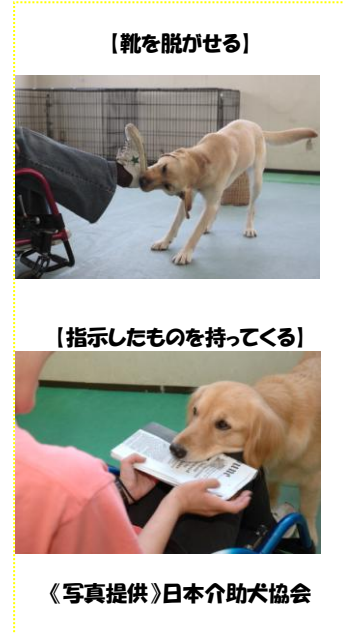 【靴を脱がせる】
【指示したものを持ってくる】
《写真提供》日本介助犬協会